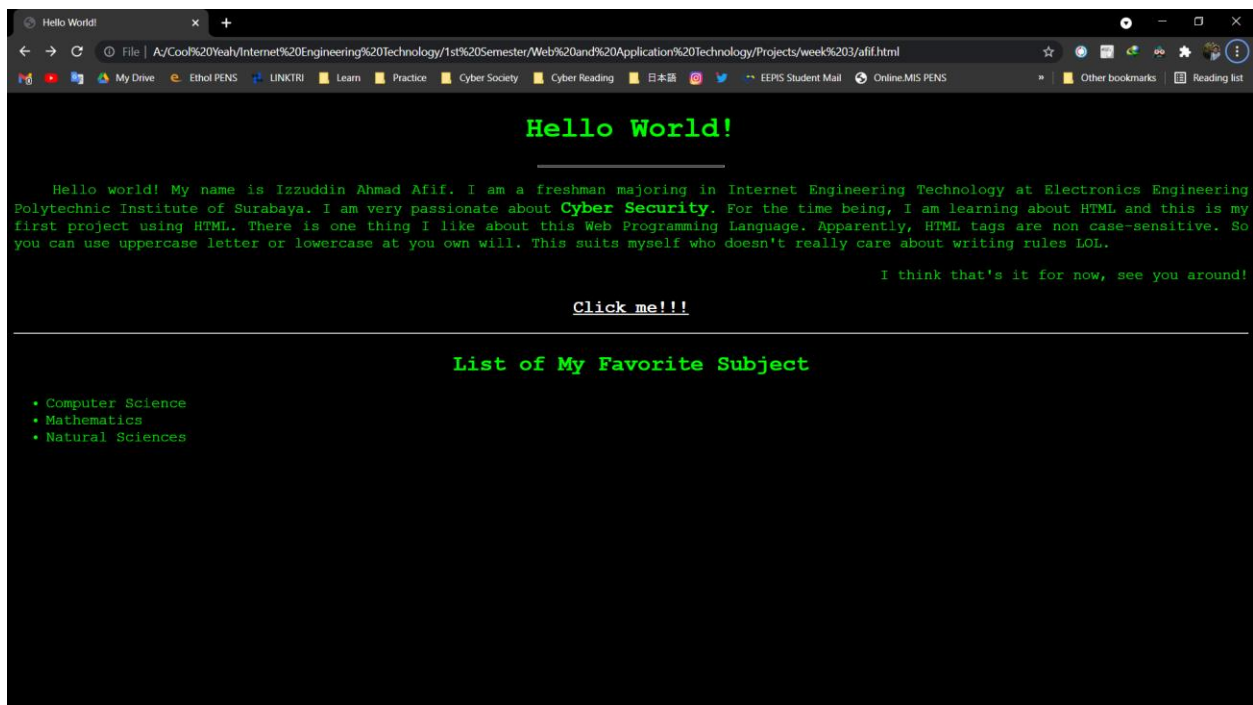 Hello World!
File | A:/Cool%20Yeah/Internet%20Engineering%20Technology/1st%20Semester/Web%20and%20Application%20Technology/Projects/week%203/afif.html
My Drive Ethol PENS LINKTRI Learn Practice Cyber Society Cyber Reading 日本語 EEPIS Student Mail Online.MIS PENS » Other bookmarks Reading list
Hello World!
Hello world! My name is Izzuddin Ahmad Afif. I am a freshman majoring in Internet Engineering Technology at Electronics Engineering
Polytechnic Institute of Surabaya. I am very passionate about Cyber Security. For the time being, I am learning about HTML and this is my
first project using HTML. There is one thing I like about this Web Programming Language. Apparently, HTML tags are non case-sensitive. So
you can use uppercase letter or lowercase at you own will. This suits myself who doesn't really care about writing rules LOL.
I think that's it for now, see you around!
Click me!!!
List of My Favorite Subject
• Computer Science
• Mathematics
• Natural Sciences